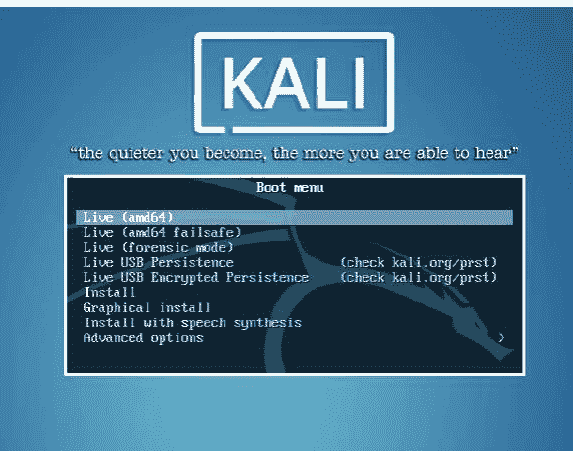 KALI
“the quieter you become, the more you are able to hear”
Boot menu
Live (amd64)
Live (amd64 failsafe)
Live (forensic mode)
Live USB Persistence (check kali.org/prst)
Live USB Encrypted Persistence (check kali.org/prst)
Install
Graphical install
Install with speech synthesis
Advanced options >